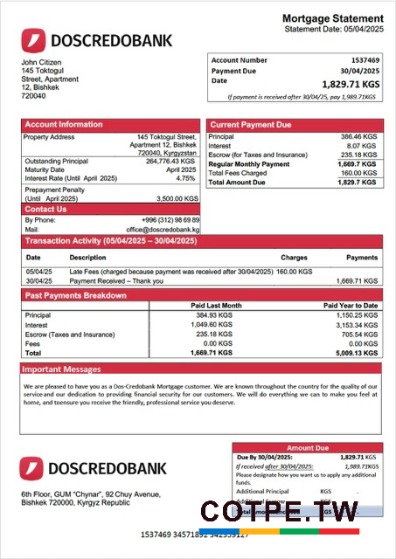 Mortgage Statement
Statement Date: 05/04/2025
DOSCREDOBANK
John Citizen
145 Toktogul
Street, Apartment
12, Bishkek
720040
Account Number 1537469
Payment Due 30/04/2025
Date 1,829.71 KGS
If payment is received after 30/04/25, pay 1,989.71KGS
Account Information
Property Address 145 Toktogul Street,
Apartment 12, Bishkek
720040, Kyrgyzstan
Outstanding Principal 264,776.43 KGS
Maturity Date April 2025
Interest Rate (Until April 2025) 4.75%
Prepayment Penalty
(Until April 2025) 3,500.00 KGS
Contact Us
By Phone: +996 (312) 98 69 89
Mail: office@doscredobank.kg
Current Payment Due
Principal 386.46 KGS
Interest 8.07 KGS
Escrow (for Taxes and Insurance) 235.18 KGS
Regular Monthly Payment 1,669.7 KGS
Total Fees Charged 160.00 KGS
Total Amount Due 1,829.7 KGS
Transaction Activity (05/04/2025 – 30/04/2025)
Date Description Charges Payments
05/04/25 Late Fees (charged because payment was received after 30/04/2025) 160.00 KGS
30/04/25 Payment Received – Thank you 1,669.71 KGS
Past Payments Breakdown
Paid Last Month Paid Year to Date
Principal 384.93 KGS 1,150.25 KGS
Interest 1,049.60 KGS 3,153.34 KGS
Escrow (Taxes and Insurance) 235.18 KGS 705.54 KGS
Fees 0.00 KGS 0.00 KGS
Total 1,669.71 KGS 5,009.13 KGS
Important Messages
We are pleased to have you as a Dos-Credobank Mortgage customer. We are known throughout the country for the quality of our
service and our dedication to providing financial security for our customers. We will do everything we can to make you feel at
home, and toensure you receive the friendly, professional service you deserve.
DOSCREDOBANK
6th Floor, GUM "Chynar", 92 Chuy Avenue,
Bishkek 720000, Kyrgyz Republic
Amount Due
Due By 30/04/2025: 1,829.71 KGS
If received after 30/04/2025: 1,989.71KGS
Please designate how you want us to apply any additional
funds.
Additional Principal KGS
Additional Escrow KGS
COTPE.TW
1537469 34571892